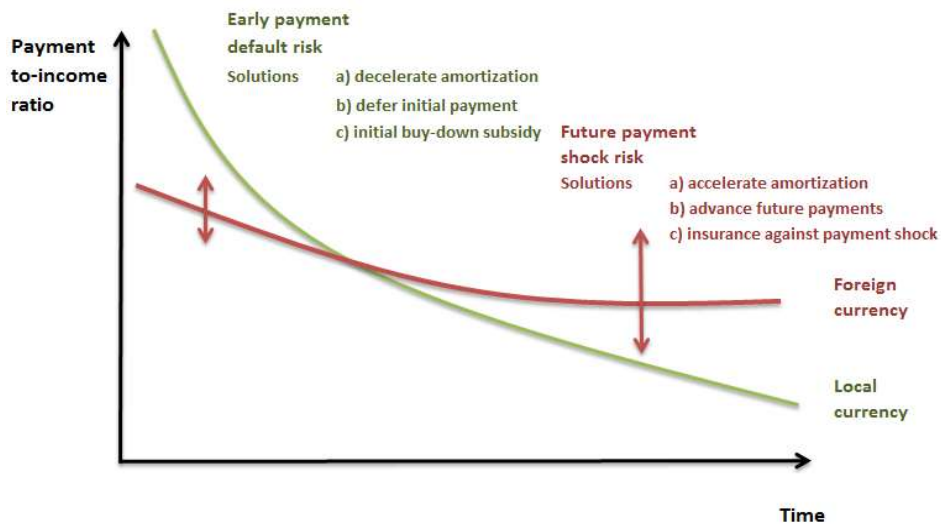 Payment
to-income
ratio
Early payment
default risk
Solutions a) decelerate amortization
b) defer initial payment
c) initial buy-down subsidy
Future payment
shock risk
Solutions a) accelerate amortization
b) advance future payments
c) insurance against payment shock
Foreign
currency
Local
currency
Time